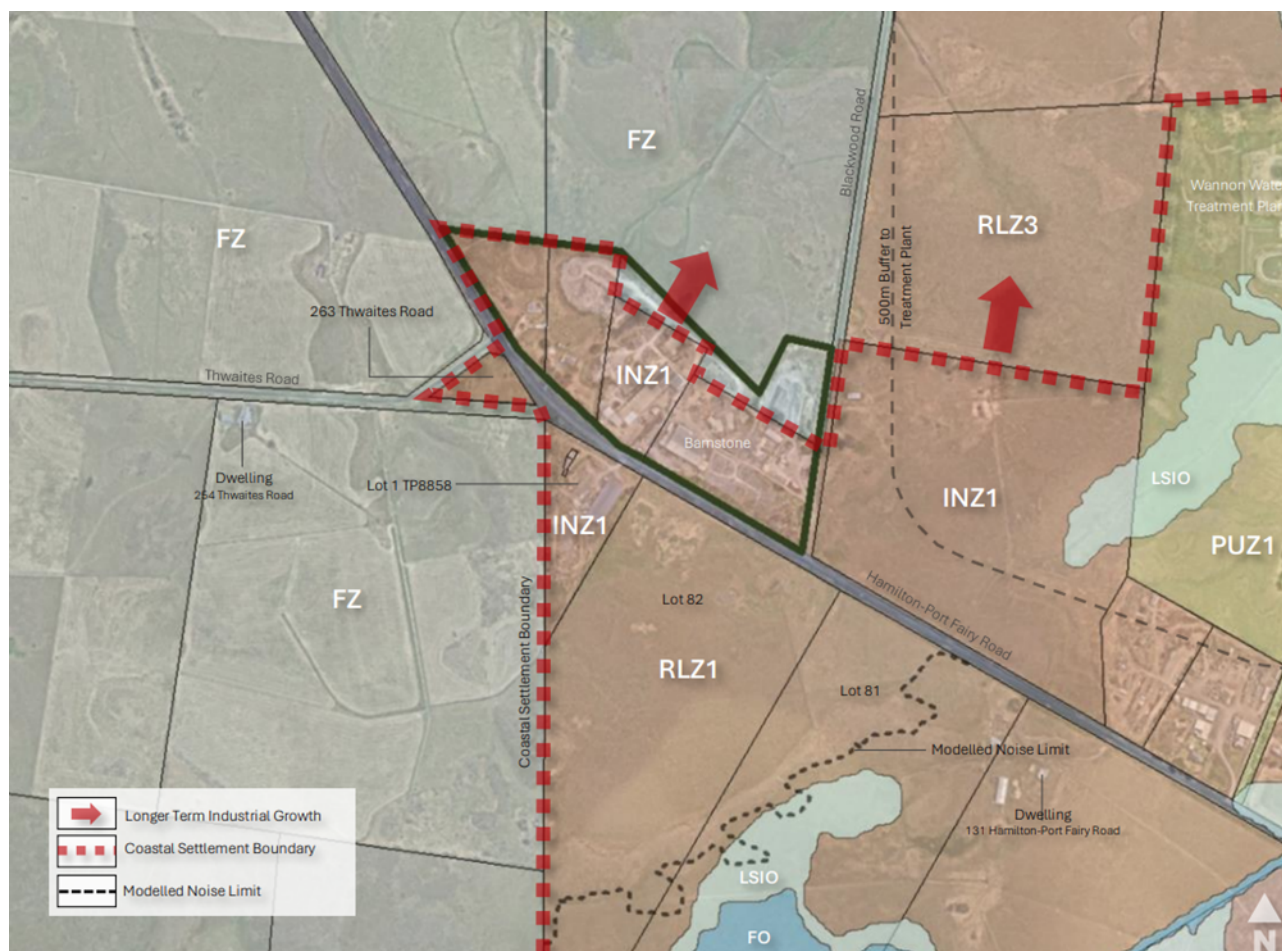 FZ
Blackwood Road
Wannon Wate
Treatment Plan
RLZ3
FZ
500m Buffer to
Treatment Plant
263 Thwaites Road
Thwaites Road
INZ1
Barnstone
LSIO
Dwelling
254 Thwaites Road
Lot 1 TP8858
INZ1
INZ1
PUZ1
FZ
Coastal Settlement Boundary
Lot 82
Hamilton-Port Fairy Road
RLZ1
Lot 81
Modelled Noise Limit
Dwelling
131 Hamilton-Port Fairy Road
LSIO
FO
N
Longer Term Industrial Growth
Coastal Settlement Boundary
Modelled Noise Limit